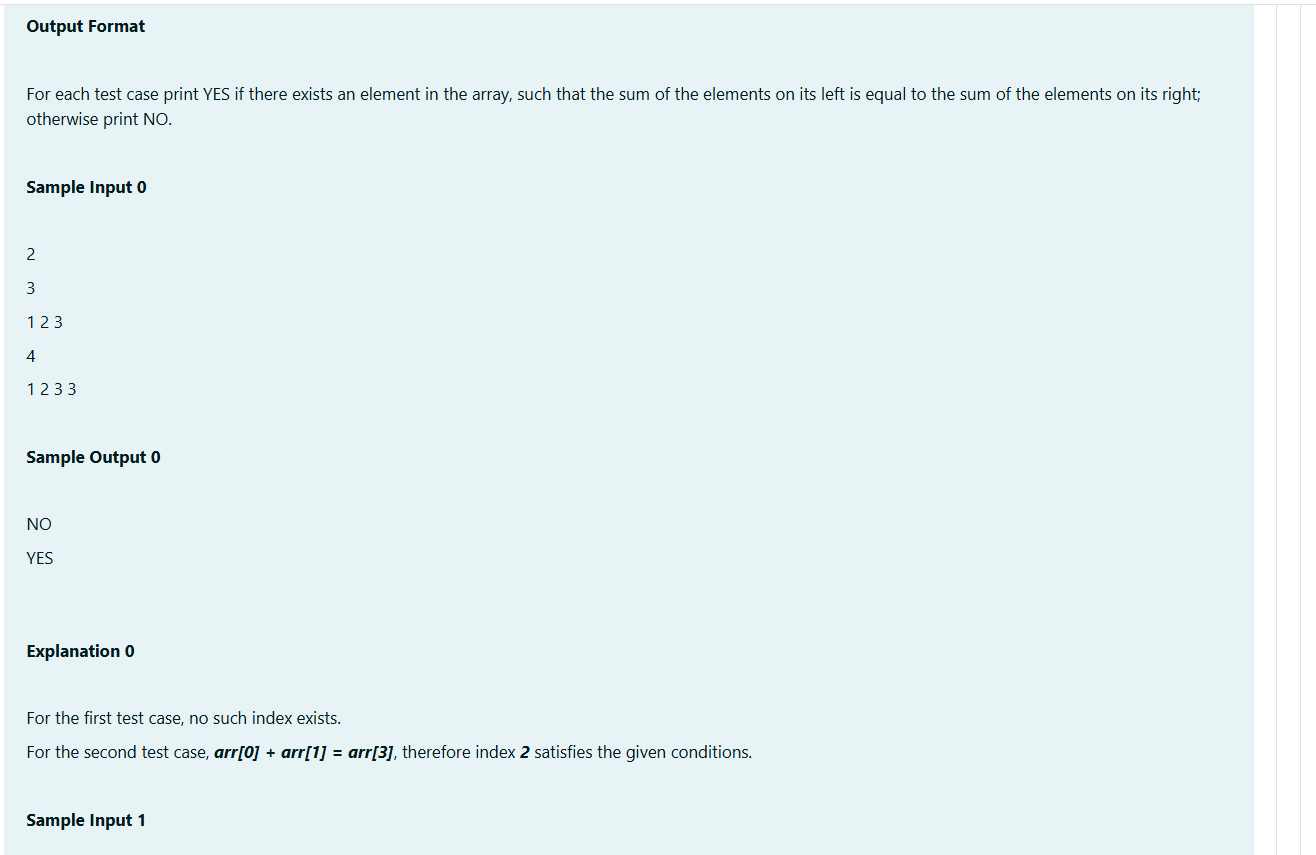 Output Format
For each test case print YES if there exists an element in the array, such that the sum of the elements on its left is equal to the sum of the elements on its right;
otherwise print NO.
Sample Input 0
2
3
1 2 3
4
1 2 3 3
Sample Output 0
NO
YES
Explanation 0
For the first test case, no such index exists.
For the second test case, arr[0] + arr[1] = arr[3], therefore index 2 satisfies the given conditions.
Sample Input 1